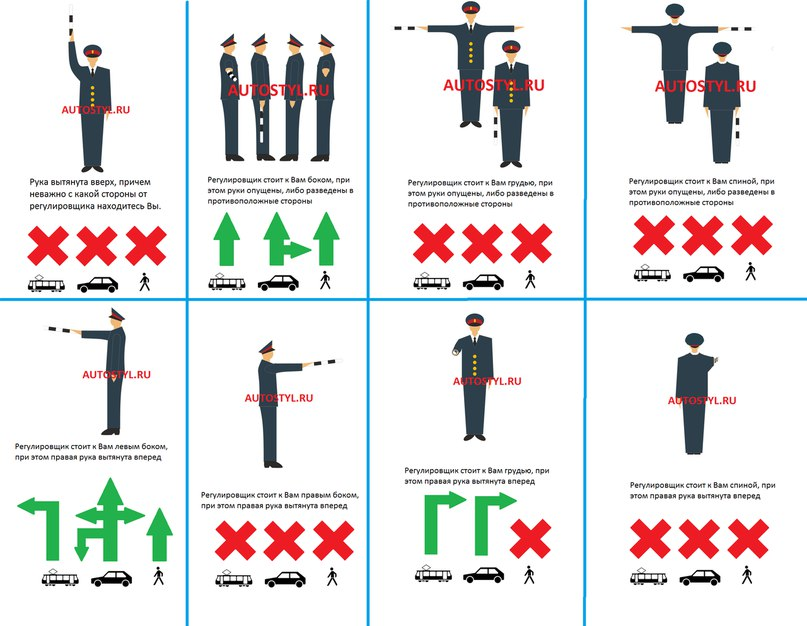 AUTOSTYL.RU
Рука вытянута вверх, причем
неважно с какой стороны от
регулировщика находитесь Вы.
AUTOSTYL.RU
Регулировщик стоит к Вам боком, при
этом руки опущены, либо разведены в
противоположные стороны
AUTOSTYL.RU
Регулировщик стоит к Вам грудью, при
этом руки опущены, либо разведены в
противоположные стороны
AUTOSTYL.RU
Регулировщик стоит к Вам спиной, при
этом руки опущены, либо разведены в
противоположные стороны
AUTOSTYL.RU
Регулировщик стоит к Вам левым боком,
при этом правая рука вытянута вперед
AUTOSTYL.RU
Регулировщик стоит к Вам правым боком,
при этом правая рука вытянута вперед
AUTOSTYL.RU
Регулировщик стоит к Вам грудью, при
этом правая рука вытянута вперед
AUTOSTYL.RU
Регулировщик стоит к Вам спиной, при
этом правая рука вытянута вперед